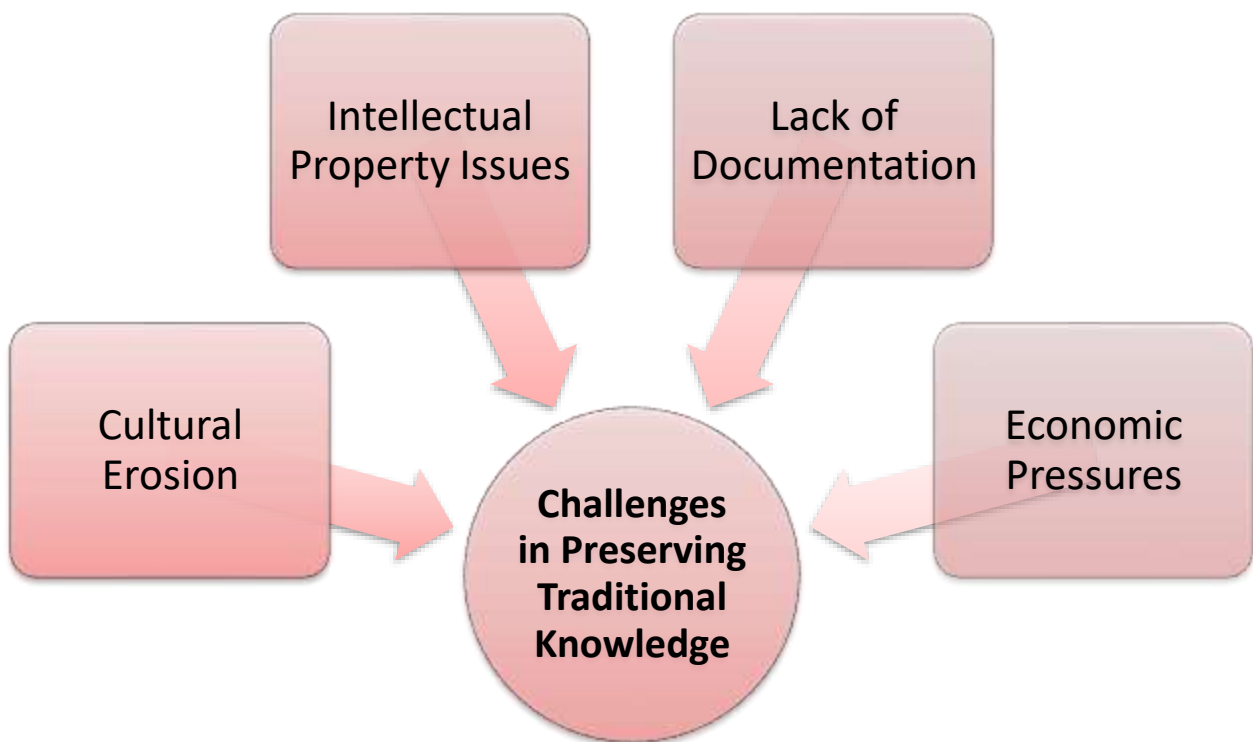 Intellectual
Property Issues
Lack of
Documentation
Cultural
Erosion
Economic
Pressures
Challenges
in Preserving
Traditional
Knowledge